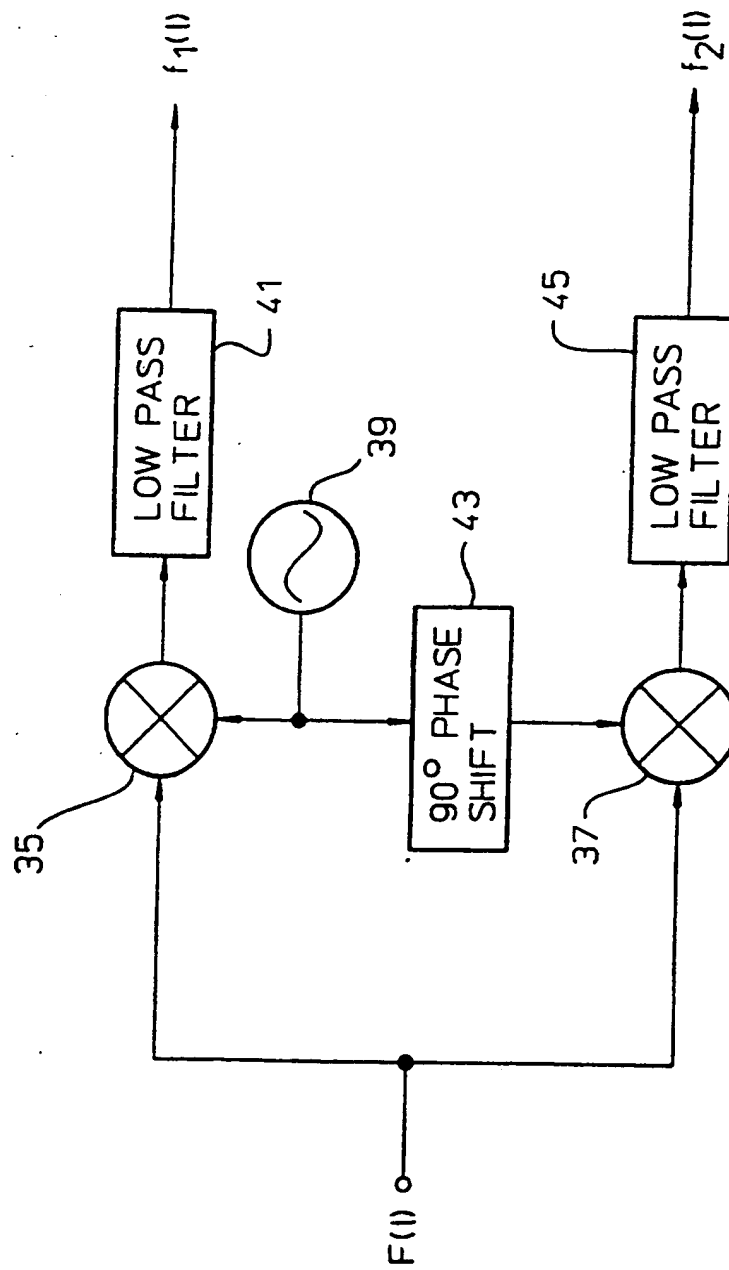 f1(l)
LOW PASS
FILTER
41
35
39
F(l)
90° PHASE
SHIFT
43
37
LOW PASS
FILTER
45
f2(l)